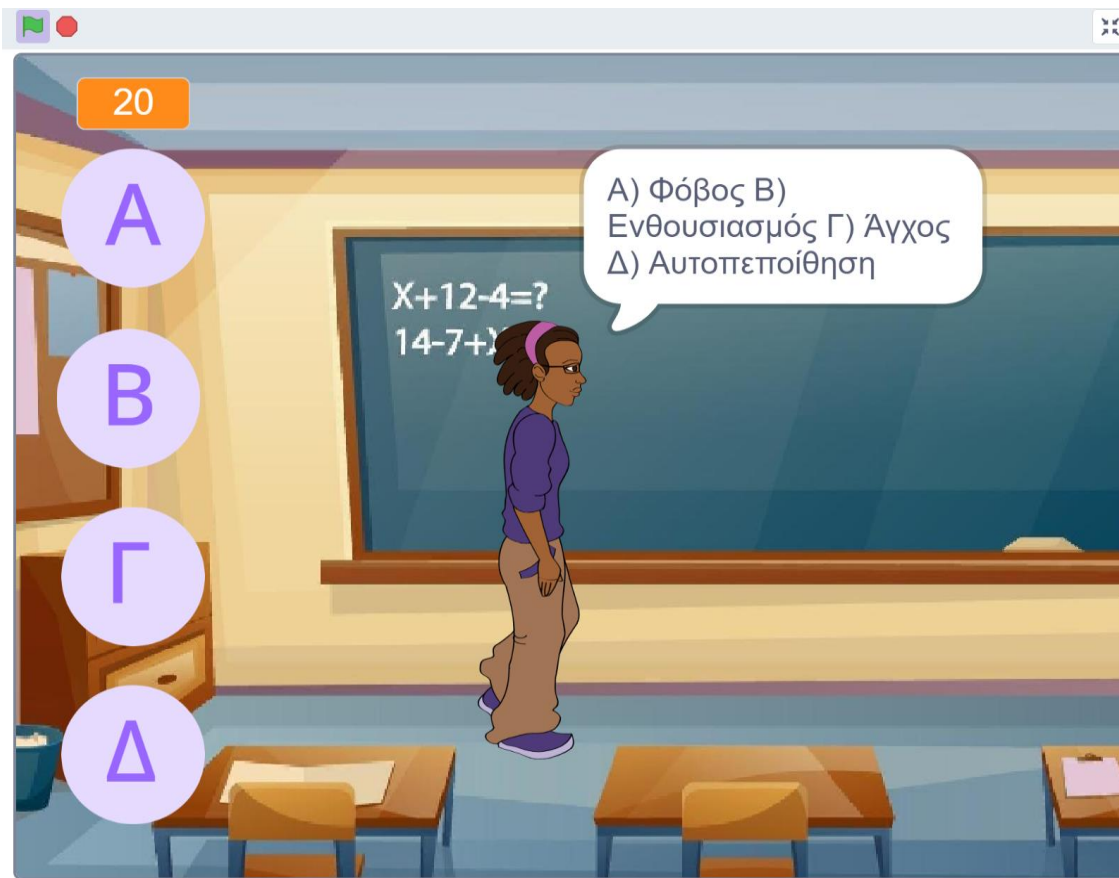 20
Α
Α) Φόβος Β)
Ενθουσιασμός Γ) Άγχος
Δ) Αυτοπεποίθηση
X+12-4=?
14-7+X
Β
Γ
Δ